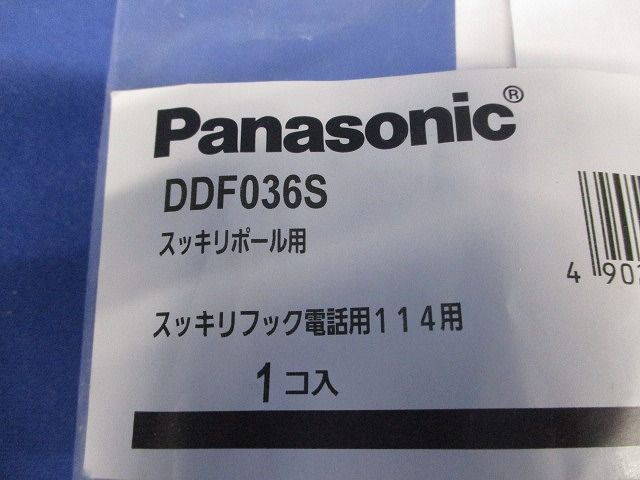 Panasonic®
DDF036S
スッキリポール用
スッキリフック電話用114用
1コ入
4 902